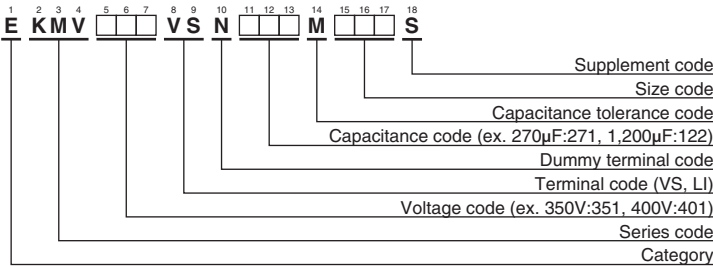 1 2 3 4 5 6 7 8 9 10 11 12 13 14 15 16 17 18
E KMV VS N M S
Supplement code
Size code
Capacitance tolerance code
Capacitance code (ex. 270μF:271, 1,200μF:122)
Dummy terminal code
Terminal code (VS, LI)
Voltage code (ex. 350V:351, 400V:401)
Series code
Category